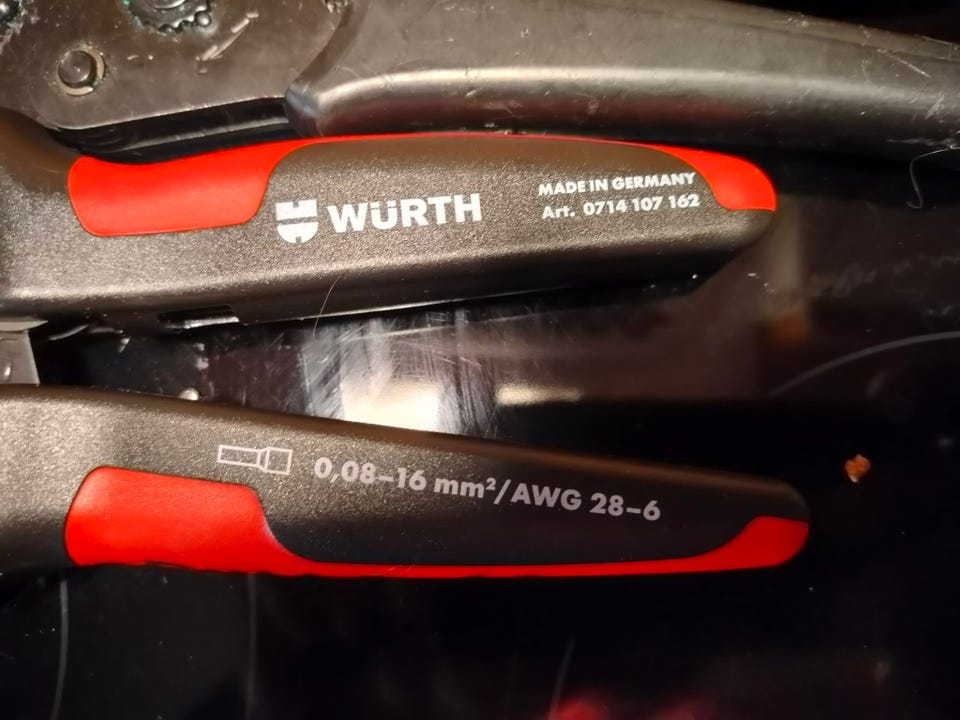 WÜRTH
MADE IN GERMANY
Art. 0714 107 162
0,08–16 mm²/AWG 28–6